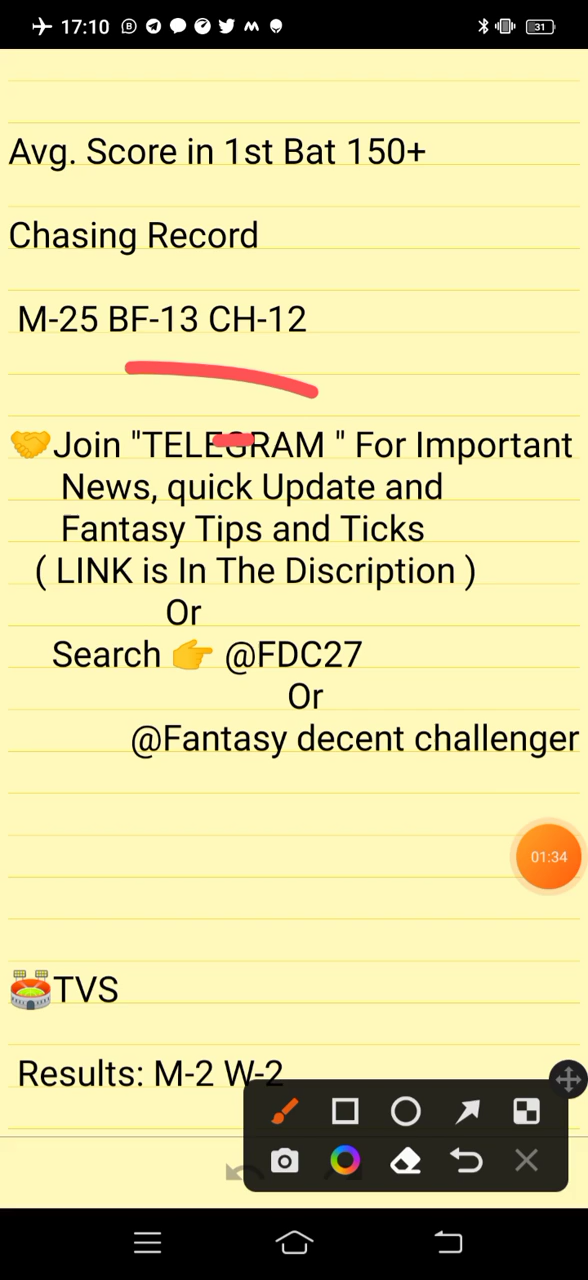 17:10
31
Avg. Score in 1st Bat 150+
Chasing Record
M-25 BF-13 CH-12
🤝Join "TELEGRAM " For Important
News, quick Update and
Fantasy Tips and Ticks
( LINK is In The Discription )
Or
Search 👉 @FDC27
Or
@Fantasy decent challenger
01:34
🏟️TVS
Results: M-2 W-2